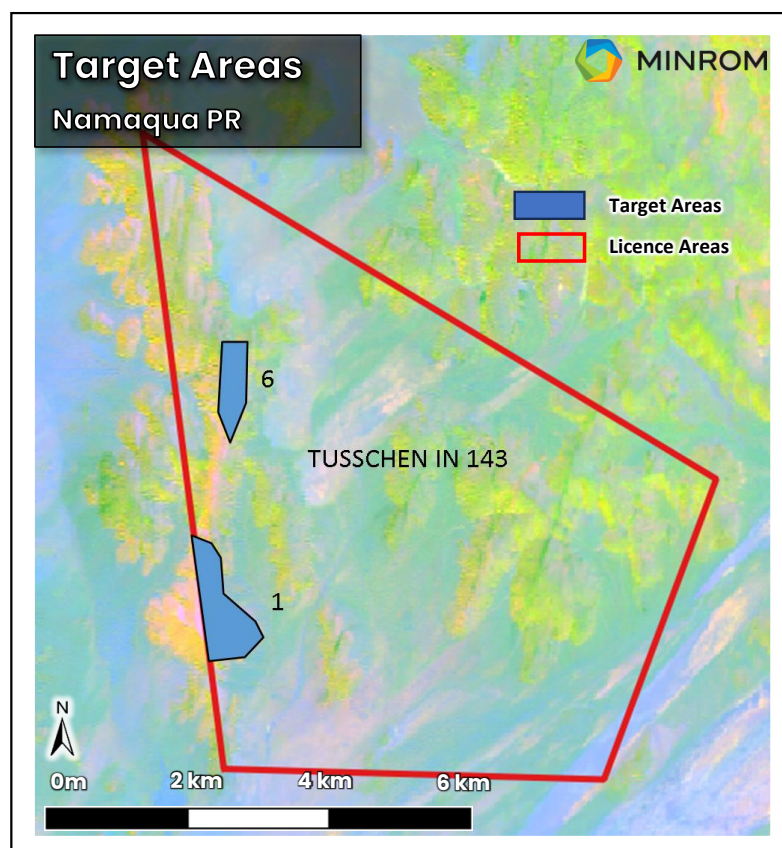 Target Areas
Namaqua PR
MINROM
Target Areas
Licence Areas
6
TUSSCHEN IN 143
1
N
0m 2 km 4 km 6 km